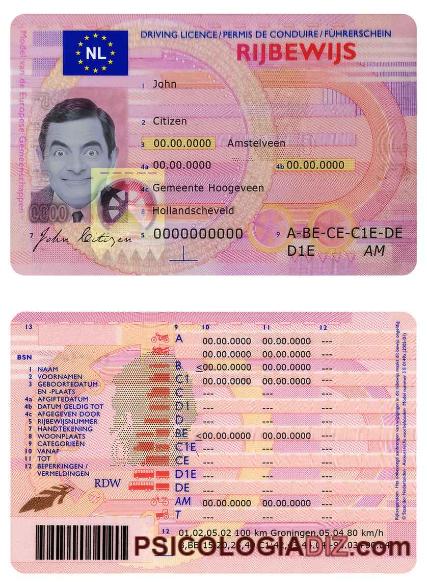 DRIVING LICENCE/PERMIS DE CONDUIRE/FÜHRERSCHEIN
RIJBEWIJS
NL
Model van de Europese Gemeenschappen
1 John
2 Citizen
3 00.00.0000 Amstelveen
4a 00.00.0000 4b 00.00.0000
4c Gemeente Hoogeveen
8 Hollandscheveld
5 0000000000
7 John Citizen
9 A-BE-CE-C1E-DE
D1E AM
13
9 10 11 12
BSN
1 NAAM
2 VOORNAMEN
3 GEBOORTEDATUM
EN -PLAATS
4a AFGIFTEDATUM
4b DATUM GELDIG TOT
4c AFGEGEVEN DOOR
5 RIJBEWIJSNUMMER
7 HANDTEKENING
8 WOONPLAATS
9 CATEGORIEËN
10 VANAF
11 TOT
12 BEPERKINGEN /
VERMELDINGEN
RDW
A 00.00.0000 00.00.0000 ---
00.00.0000 00.00.0000 ---
B <00.00.0000 00.00.0000 ---
C1 00.00.0000 00.00.0000 ---
C --- --- ---
D1 --- --- ---
D --- --- ---
BE <00.00.0000 00.00.0000 ---
C1E --- --- ---
CE --- --- ---
D1E --- --- ---
DE --- --- ---
AM 00.00.0000 00.00.0000 ---
T --- --- ---
12 01,02,05.02 100 km Groningen,05.04 80 km/h
PSICOLOGIADIZ.com